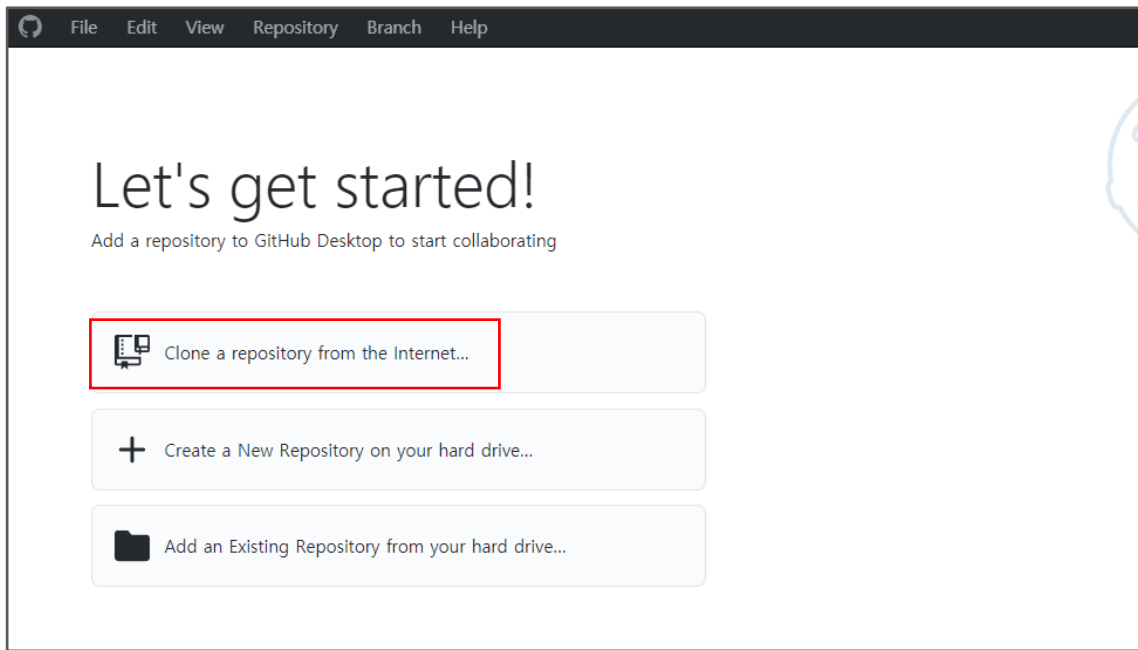 File Edit View Repository Branch Help
Let's get started!
Add a repository to GitHub Desktop to start collaborating
Clone a repository from the Internet...
Create a New Repository on your hard drive...
Add an Existing Repository from your hard drive...